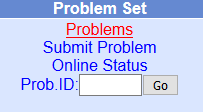 Problem Set
Problems
Submit Problem
Online Status
Prob.ID: Go